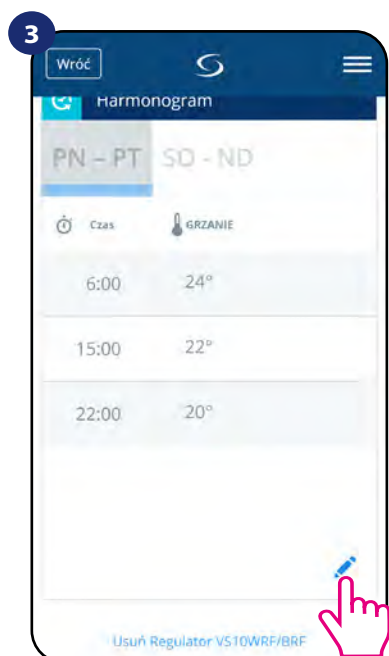 3
Wróć
Harmonogram
PN – PT SO - ND
Czas GRZANIE
6:00 24°
15:00 22°
22:00 20°
Usuń Regulator VS10WRF/BRF